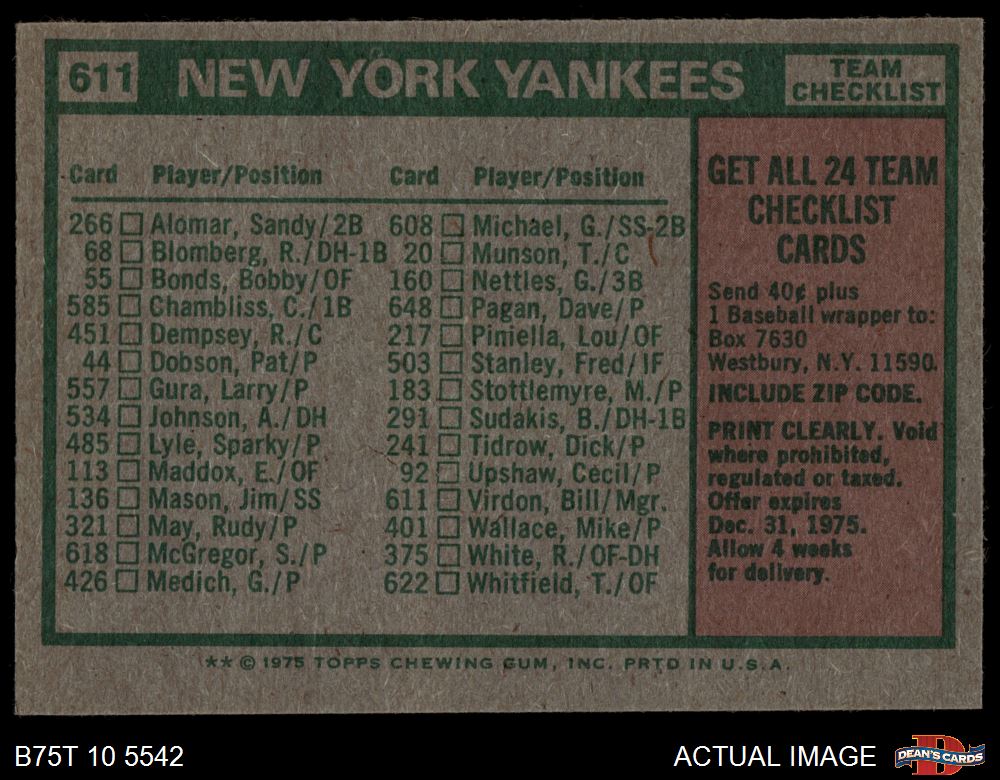 611 NEW YORK YANKEES TEAM CHECKLIST
Card Player/Position Card Player/Position
266 Alomar, Sandy/2B 608 Michael, G./SS-2B
68 Blomberg, R./DH-1B 20 Munson, T./C
55 Bonds, Bobby/OF 160 Nettles, G./3B
585 Chambliss, C./1B 648 Pagan, Dave/P
451 Dempsey, R./C 217 Piniella, Lou/OF
44 Dobson, Pat/P 503 Stanley, Fred/IF
557 Gura, Larry/P 183 Stottlemyre, M./P
534 Johnson, A./DH 291 Sudakis, B./DH-1B
485 Lyle, Sparky/P 241 Tidrow, Dick/P
113 Maddox, E./OF 92 Upshaw, Cecil/P
136 Mason, Jim/SS 611 Virdon, Bill/Mgr.
321 May, Rudy/P 401 Wallace, Mike/P
618 McGregor, S./P 375 White, R./OF-DH
426 Medich, G./P 622 Whitfield, T./OF
GET ALL 24 TEAM
CHECKLIST
CARDS
Send 40¢ plus
1 Baseball wrapper to:
Box 7630
Westbury, N.Y. 11590.
INCLUDE ZIP CODE.
PRINT CLEARLY. Void
where prohibited,
regulated or taxed.
Offer expires
Dec. 31, 1975.
Allow 4 weeks
for delivery.
** © 1975 TOPPS CHEWING GUM, INC. PRTD IN U.S.A.
B75T 10 5542 ACTUAL IMAGE D DEAN'S CARDS